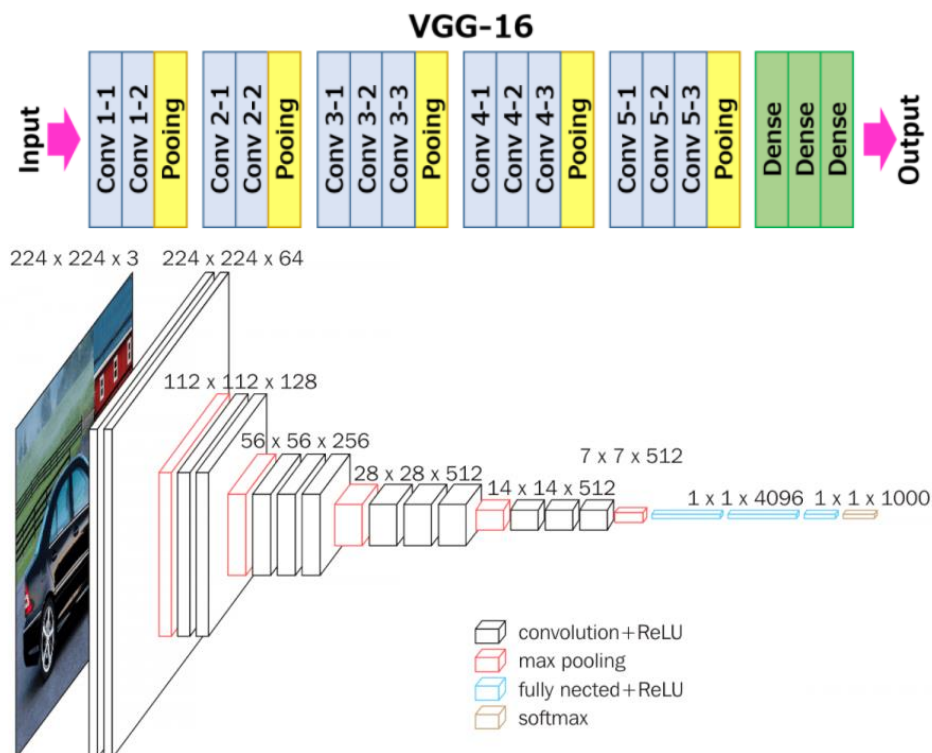 VGG-16
Input
Conv 1-1
Conv 1-2
Pooing
Conv 2-1
Conv 2-2
Pooing
Conv 3-1
Conv 3-2
Conv 3-3
Pooing
Conv 4-1
Conv 4-2
Conv 4-3
Pooing
Conv 5-1
Conv 5-2
Conv 5-3
Pooing
Dense
Dense
Dense
Output
224 x 224 x 3
224 x 224 x 64
112 x 112 x 128
56 x 56 x 256
28 x 28 x 512
14 x 14 x 512
7 x 7 x 512
1 x 1 x 4096
1 x 1 x 1000
convolution+ReLU
max pooling
fully nected+ReLU
softmax